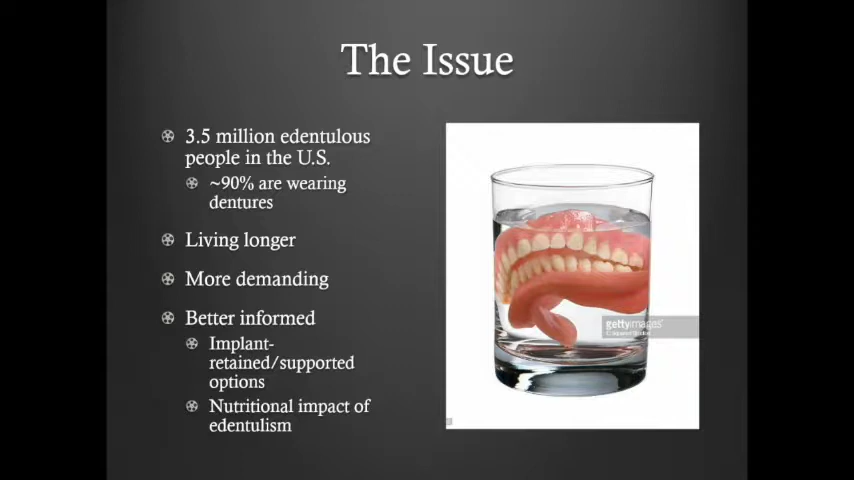 The Issue
3.5 million edentulous
people in the U.S.
~90% are wearing
dentures
Living longer
More demanding
Better informed
Implant-
retained/supported
options
Nutritional impact of
edentulism
gettyimages